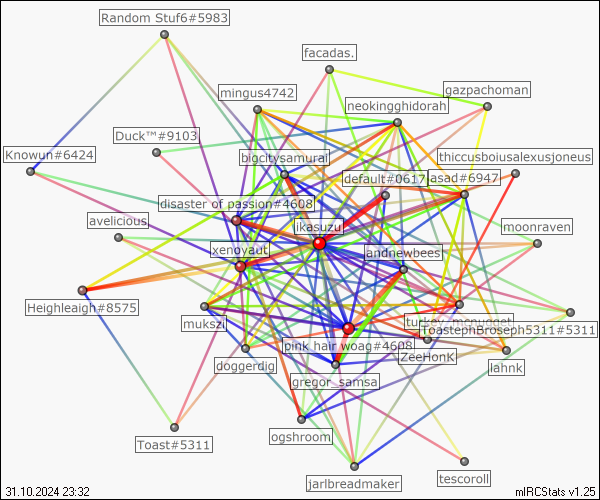 Random Stuf6#5983
facadas.
mingus4742
gazpachoman
neokingghidorah
Duck™#9103
Knowun#6424
bigcitysamurai
thiccusboiusalexusjoneus
default#0617
asad#6947
disaster of passion#4608
avelicious
ikasuzu
moonraven
xenoyaut
andnewbees
Heighleaigh#8575
mukszi
turkey_mcnugget
ToastephBroseph5311#5311
pink hair woag#4608
ZeeHonK
doggerdig
lahnk
gregor_samsa
ogshroom
Toast#5311
tescoroll
jarlbreadmaker
31.10.2024 23:32
mIRCStats v1.25